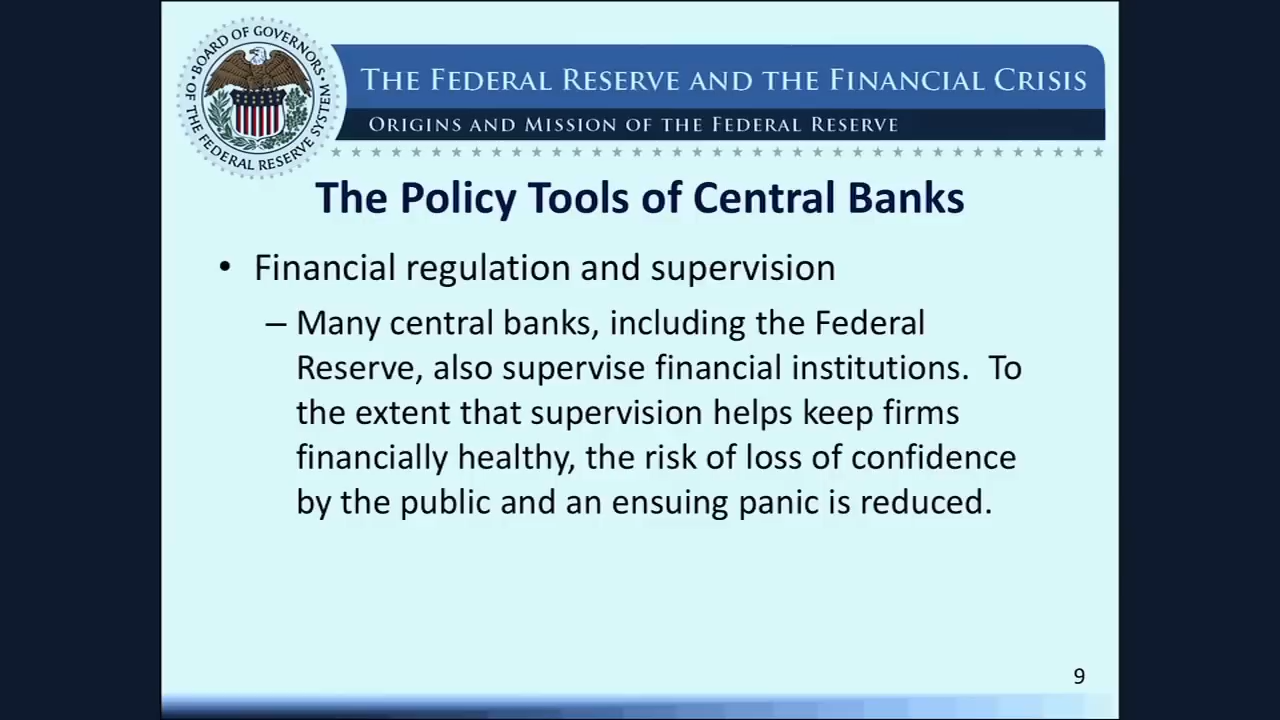 BOARD OF GOVERNORS
OF THE FEDERAL RESERVE SYSTEM
THE FEDERAL RESERVE AND THE FINANCIAL CRISIS
ORIGINS AND MISSION OF THE FEDERAL RESERVE
The Policy Tools of Central Banks
• Financial regulation and supervision
– Many central banks, including the Federal
Reserve, also supervise financial institutions.  To
the extent that supervision helps keep firms
financially healthy, the risk of loss of confidence
by the public and an ensuing panic is reduced.
9